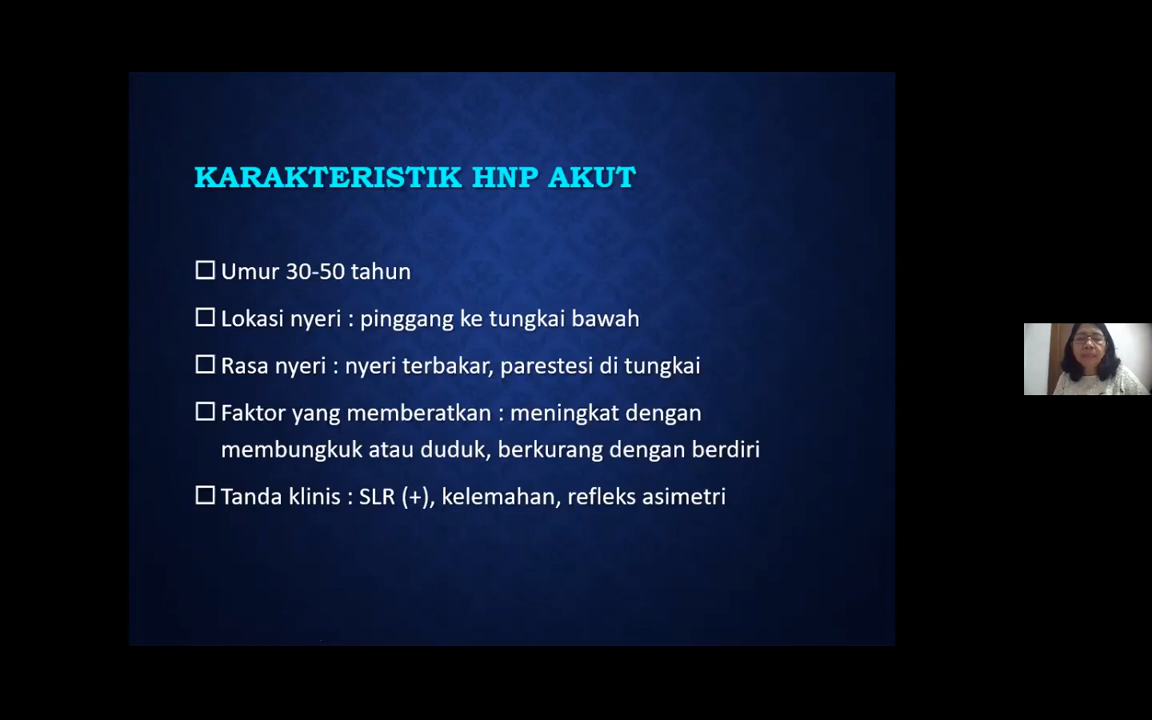 KARAKTERISTIK HNP AKUT
Umur 30-50 tahun
Lokasi nyeri : pinggang ke tungkai bawah
Rasa nyeri : nyeri terbakar, parestesi di tungkai
Faktor yang memberatkan : meningkat dengan
membungkuk atau duduk, berkurang dengan berdiri
Tanda klinis : SLR (+), kelemahan, refleks asimetri